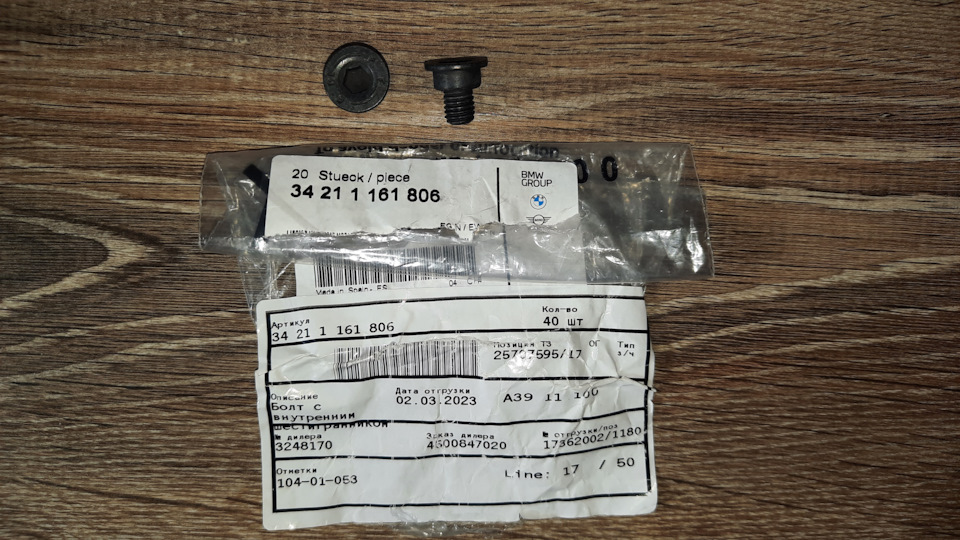 20 Stueck / piece
34 21 1 161 806
BMW
GROUP
Made in Spain, ES
04
Артикул
34 21 1 161 806
Кол-во
40 шт
Позиция ТЗ
ОГ
Тип
з/ч
25707595/17
Описание
Болт с
внутренним
шестигранником
Дата отгрузки
02.03.2023
A39 11 100
№ дилера
3248170
Заказ дилера
4500847020
№ отгрузки/поз
17362002/1180
Отметки
104-01-053
Line: 17 / 50